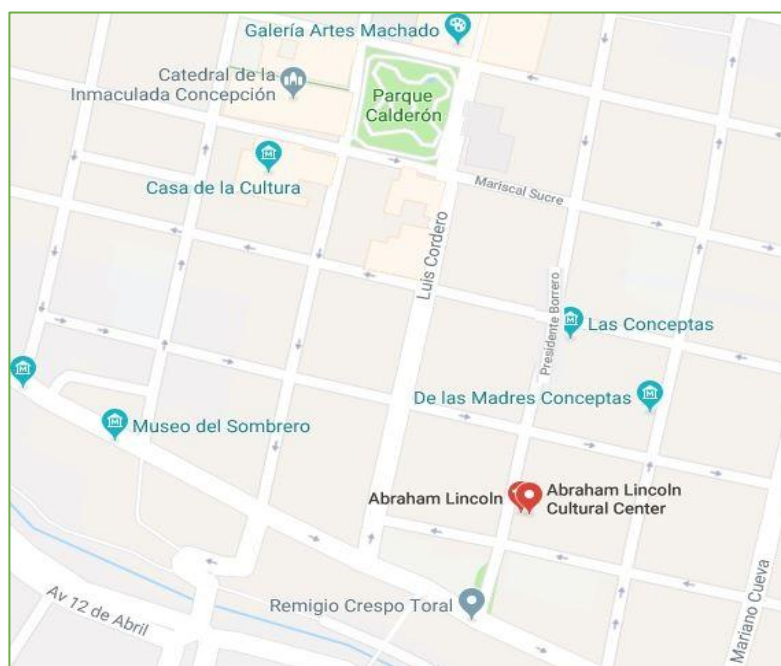 Galería Artes Machado
Catedral de la
Inmaculada Concepción
Parque
Calderón
Casa de la Cultura
Mariscal Sucre
Luis Cordero
Presidente Borrero
Las Conceptas
De las Madres Conceptas
Museo del Sombrero
Abraham Lincoln
Abraham Lincoln
Cultural Center
Remigio Crespo Toral
Av 12 de Abril
Mariano Cueva